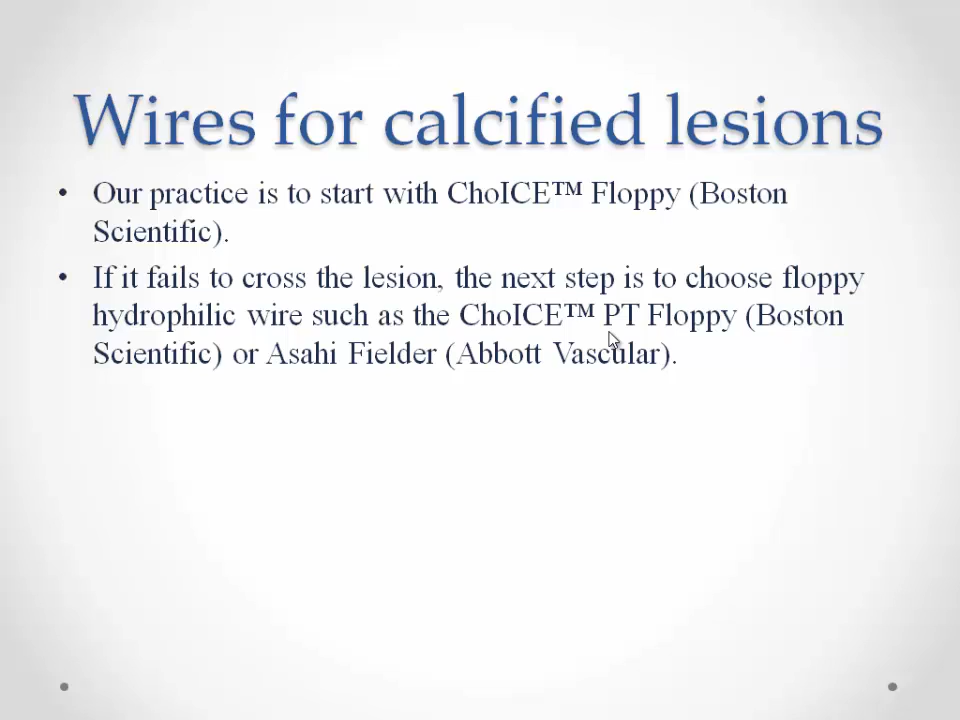 Wires for calcified lesions
• Our practice is to start with ChoICE™ Floppy (Boston
Scientific).
• If it fails to cross the lesion, the next step is to choose floppy
hydrophilic wire such as the ChoICE™ PT Floppy (Boston
Scientific) or Asahi Fielder (Abbott Vascular).